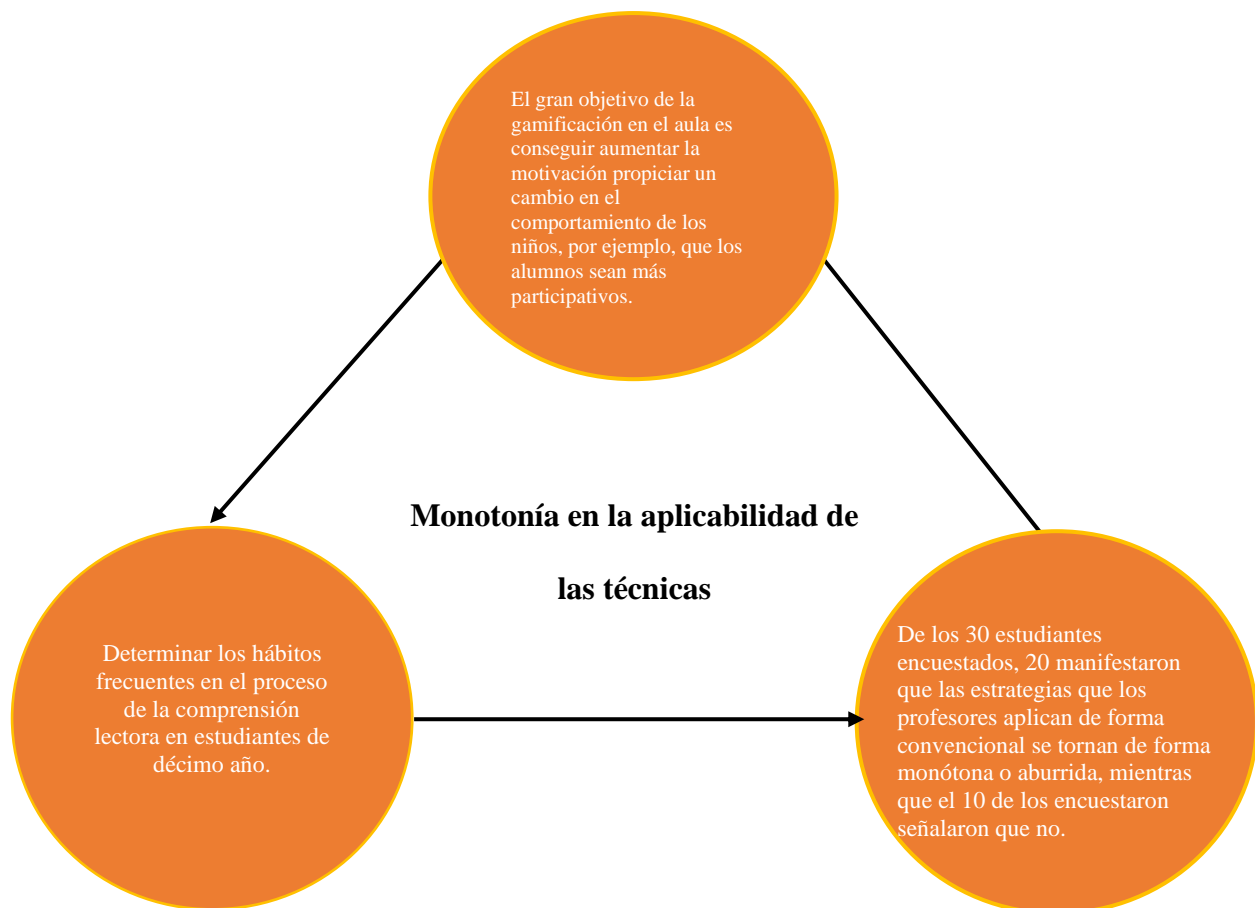 El gran objetivo de la
gamificación en el aula es
conseguir aumentar la
motivación propiciar un
cambio en el
comportamiento de los
niños, por ejemplo, que los
alumnos sean más
participativos.
Monotonía en la aplicabilidad de
las técnicas
Determinar los hábitos
frecuentes en el proceso
de la comprensión
lectora en estudiantes de
décimo año.
De los 30 estudiantes
encuestados, 20 manifestaron
que las estrategias que los
profesores aplican de forma
convencional se tornan de forma
monótona o aburrida, mientras
que el 10 de los encuestaron
señalaron que no.